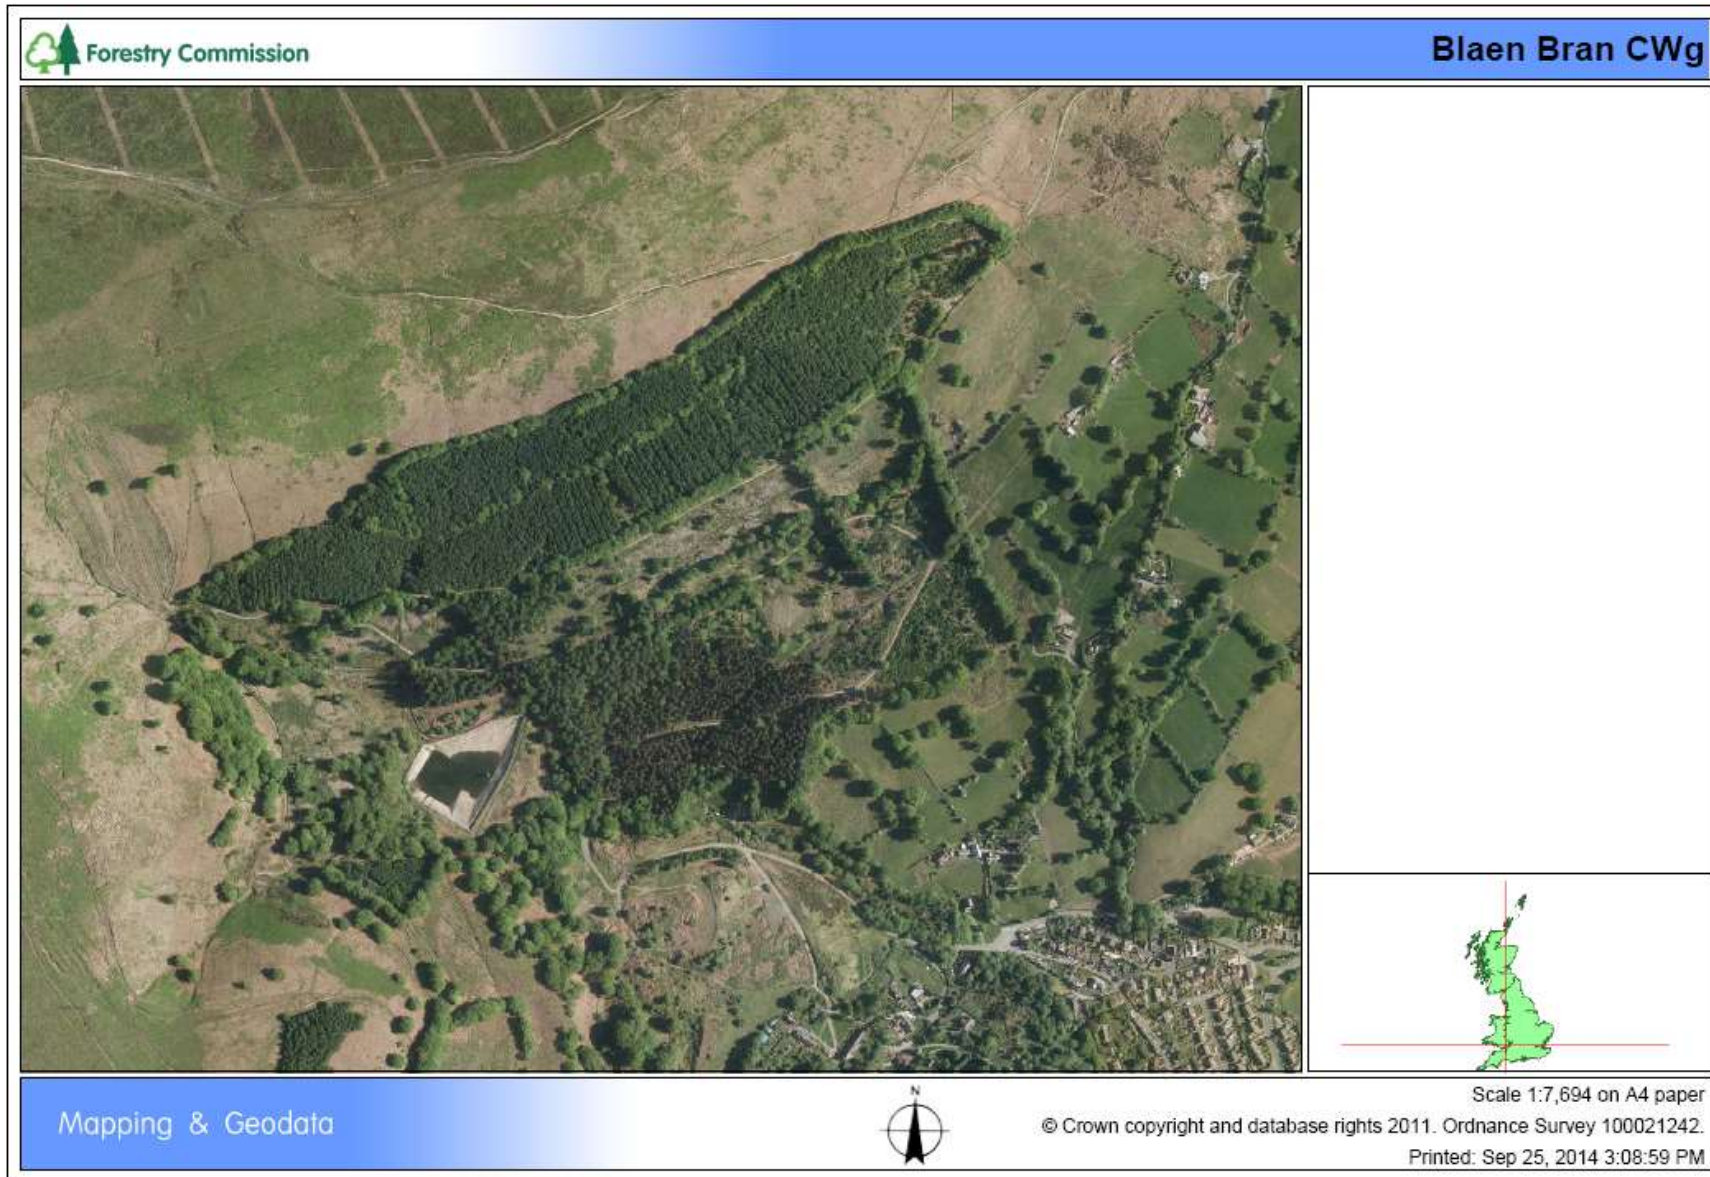 Forestry Commission
Blaen Bran CWg
Mapping & Geodata
N
Scale 1:7,694 on A4 paper
© Crown copyright and database rights 2011. Ordnance Survey 100021242.
Printed: Sep 25, 2014 3:08:59 PM